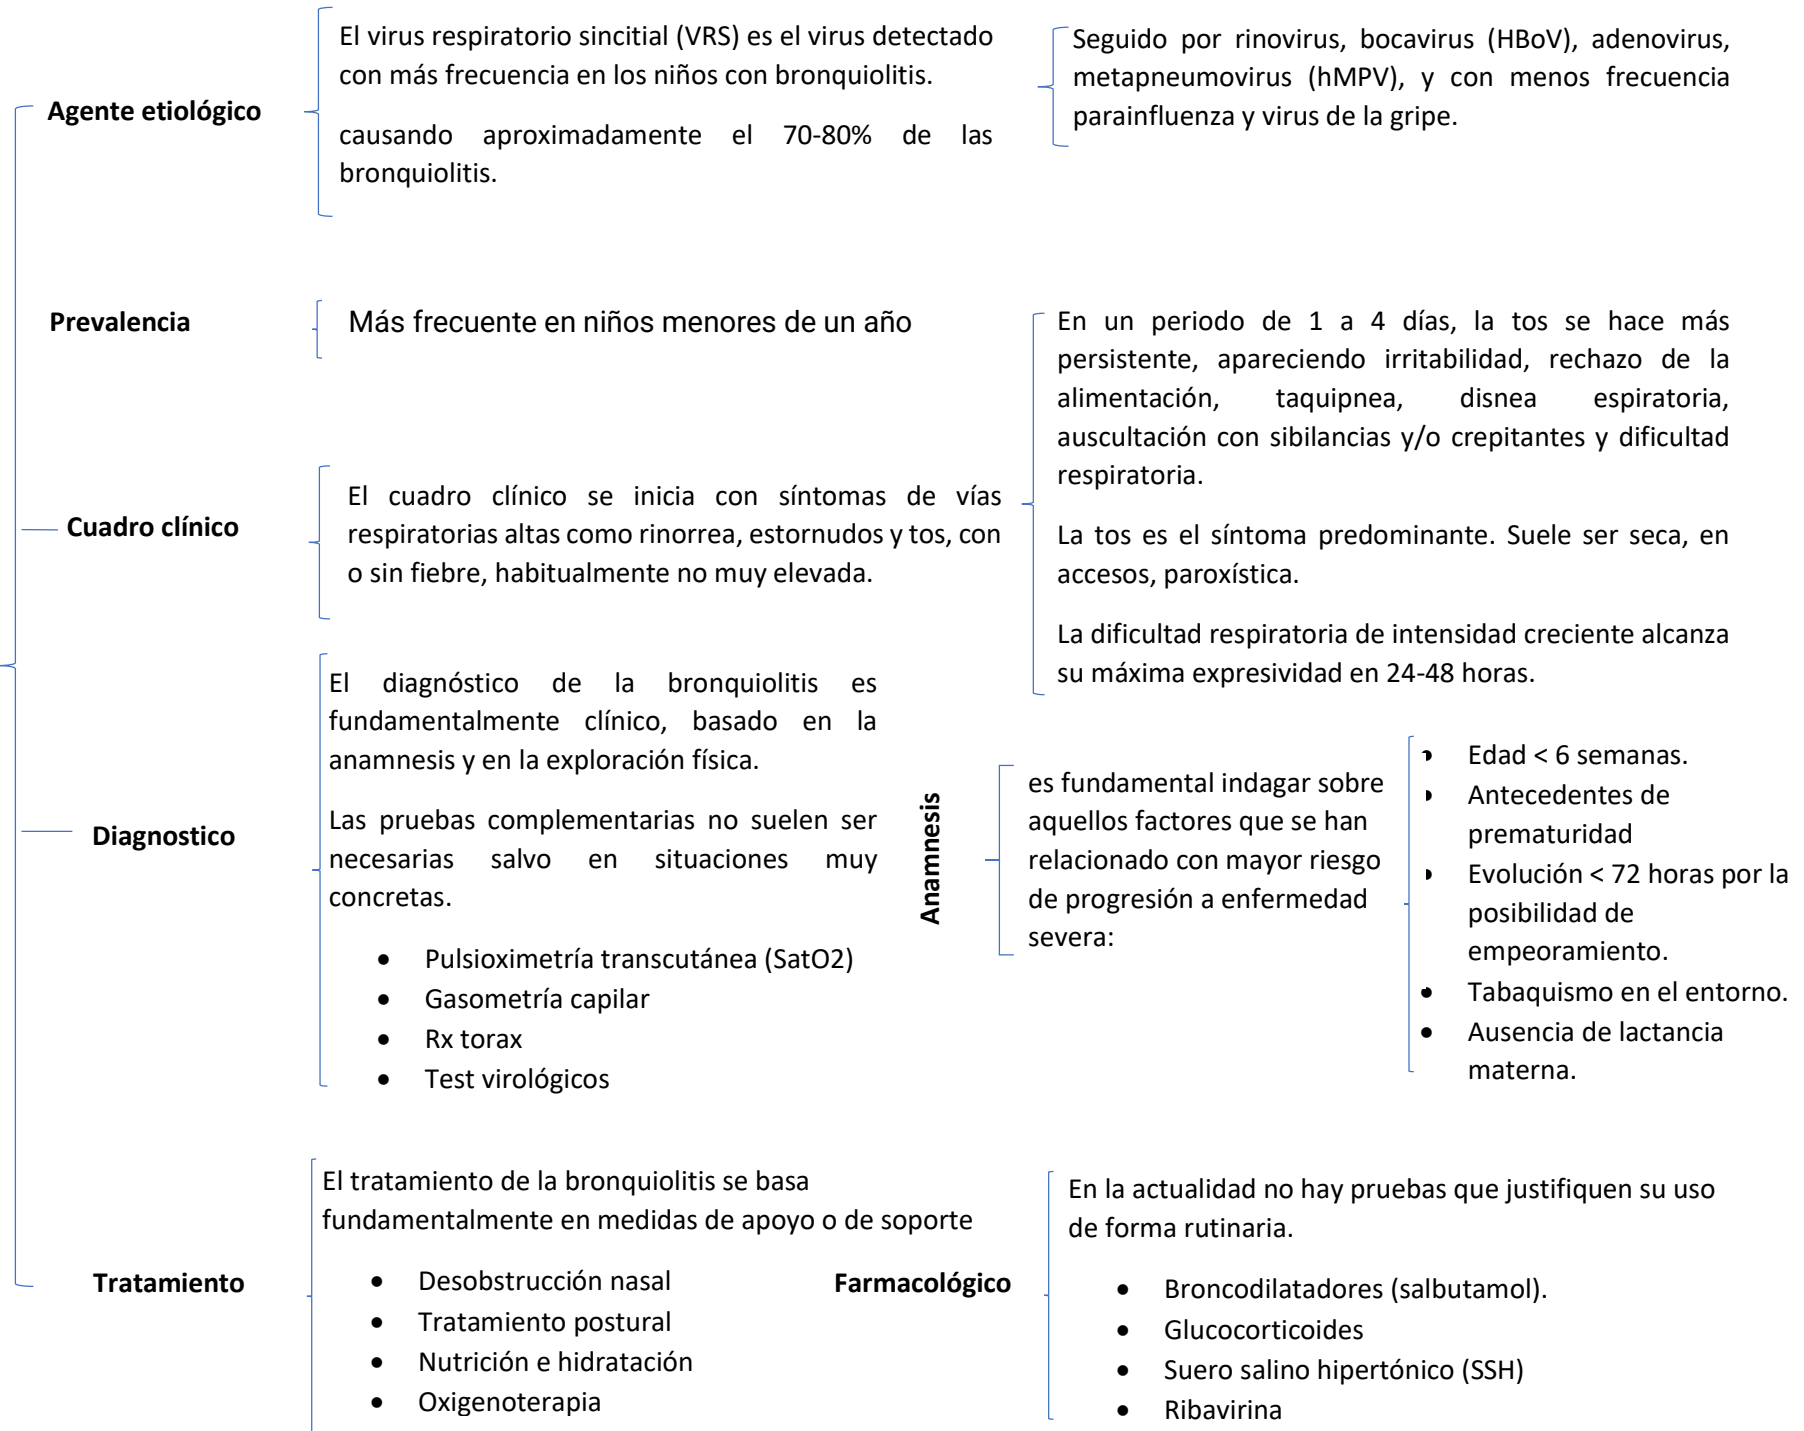 Agente etiológico
El virus respiratorio sincitial (VRS) es el virus detectado
con más frecuencia en los niños con bronquiolitis.
causando aproximadamente el 70-80% de las
bronquiolitis.
Seguido por rinovirus, bocavirus (HBoV), adenovirus,
metapneumovirus (hMPV), y con menos frecuencia
parainfluenza y virus de la gripe.
Prevalencia
Más frecuente en niños menores de un año
Cuadro clínico
El cuadro clínico se inicia con síntomas de vías
respiratorias altas como rinorrea, estornudos y tos, con
o sin fiebre, habitualmente no muy elevada.
En un periodo de 1 a 4 días, la tos se hace más
persistente, apareciendo irritabilidad, rechazo de la
alimentación, taquipnea, disnea espiratoria,
auscultación con sibilancias y/o crepitantes y dificultad
respiratoria.
La tos es el síntoma predominante. Suele ser seca, en
accesos, paroxística.
La dificultad respiratoria de intensidad creciente alcanza
su máxima expresividad en 24-48 horas.
Diagnostico
El diagnóstico de la bronquiolitis es
fundamentalmente clínico, basado en la
anamnesis y en la exploración física.
Las pruebas complementarias no suelen ser
necesarias salvo en situaciones muy
concretas.
• Pulsioximetría transcutánea (SatO2)
• Gasometría capilar
• Rx torax
• Test virológicos
Anamnesis
es fundamental indagar sobre
aquellos factores que se han
relacionado con mayor riesgo
de progresión a enfermedad
severa:
• Edad < 6 semanas.
• Antecedentes de
prematuridad
• Evolución < 72 horas por la
posibilidad de
empeoramiento.
• Tabaquismo en el entorno.
• Ausencia de lactancia
materna.
Tratamiento
El tratamiento de la bronquiolitis se basa
fundamentalmente en medidas de apoyo o de soporte
• Desobstrucción nasal
• Tratamiento postural
• Nutrición e hidratación
• Oxigenoterapia
Farmacológico
En la actualidad no hay pruebas que justifiquen su uso
de forma rutinaria.
• Broncodilatadores (salbutamol).
• Glucocorticoides
• Suero salino hipertónico (SSH)
• Ribavirina